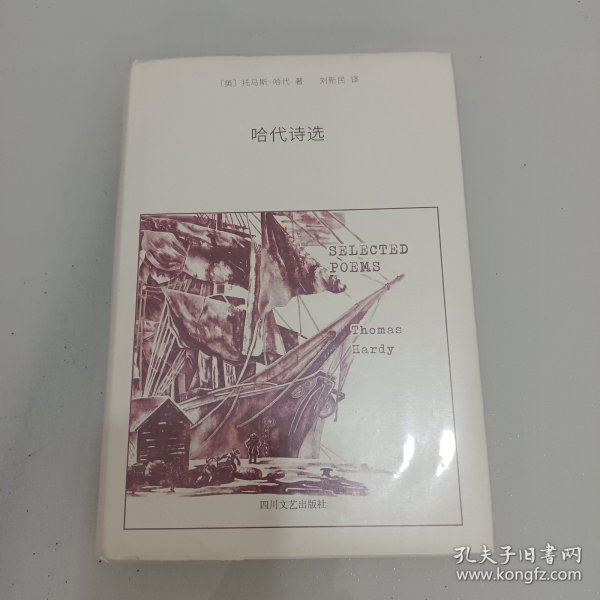 ［英］托马斯·哈代 著 刘新民 译
哈代诗选
SELECTED
POEMS
Thomas
Hardy
四川文艺出版社
孔夫子旧书网
www.kongfz.com